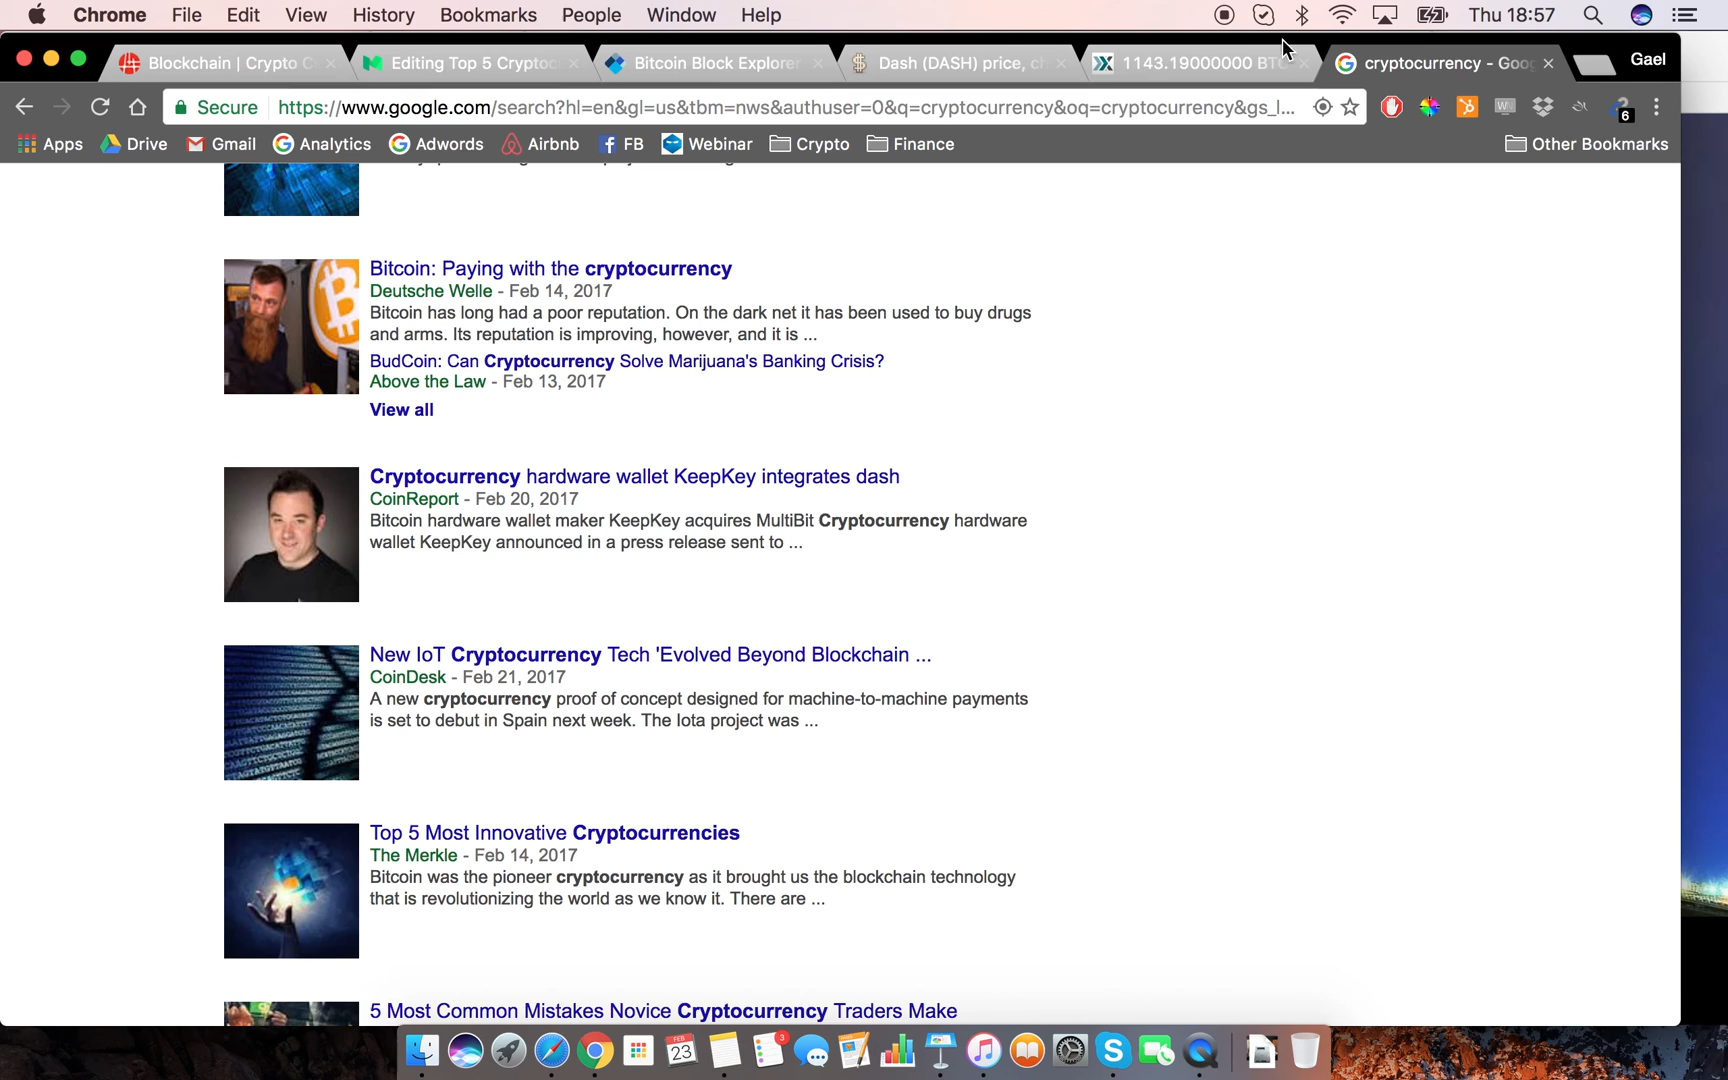 Chrome File Edit View History Bookmarks People Window Help Thu 18:57
Blockchain | Crypto C Editing Top 5 Cryptoc Bitcoin Block Explorer Dash (DASH) price, ch 1143.19000000 BTC cryptocurrency - Goog Gael
Secure https://www.google.com/search?hl=en&gl=us&tbm=nws&authuser=0&q=cryptocurrency&oq=cryptocurrency&gs_l... 6
Apps Drive Gmail Analytics Adwords Airbnb FB Webinar Crypto Finance Other Bookmarks
Bitcoin: Paying with the cryptocurrency
Deutsche Welle - Feb 14, 2017
Bitcoin has long had a poor reputation. On the dark net it has been used to buy drugs
and arms. Its reputation is improving, however, and it is ...
BudCoin: Can Cryptocurrency Solve Marijuana's Banking Crisis?
Above the Law - Feb 13, 2017
View all
Cryptocurrency hardware wallet KeepKey integrates dash
CoinReport - Feb 20, 2017
Bitcoin hardware wallet maker KeepKey acquires MultiBit Cryptocurrency hardware
wallet KeepKey announced in a press release sent to ...
New IoT Cryptocurrency Tech 'Evolved Beyond Blockchain ...
CoinDesk - Feb 21, 2017
A new cryptocurrency proof of concept designed for machine-to-machine payments
is set to debut in Spain next week. The Iota project was ...
Top 5 Most Innovative Cryptocurrencies
The Merkle - Feb 14, 2017
Bitcoin was the pioneer cryptocurrency as it brought us the blockchain technology
that is revolutionizing the world as we know it. There are ...
5 Most Common Mistakes Novice Cryptocurrency Traders Make
FEB
23
3